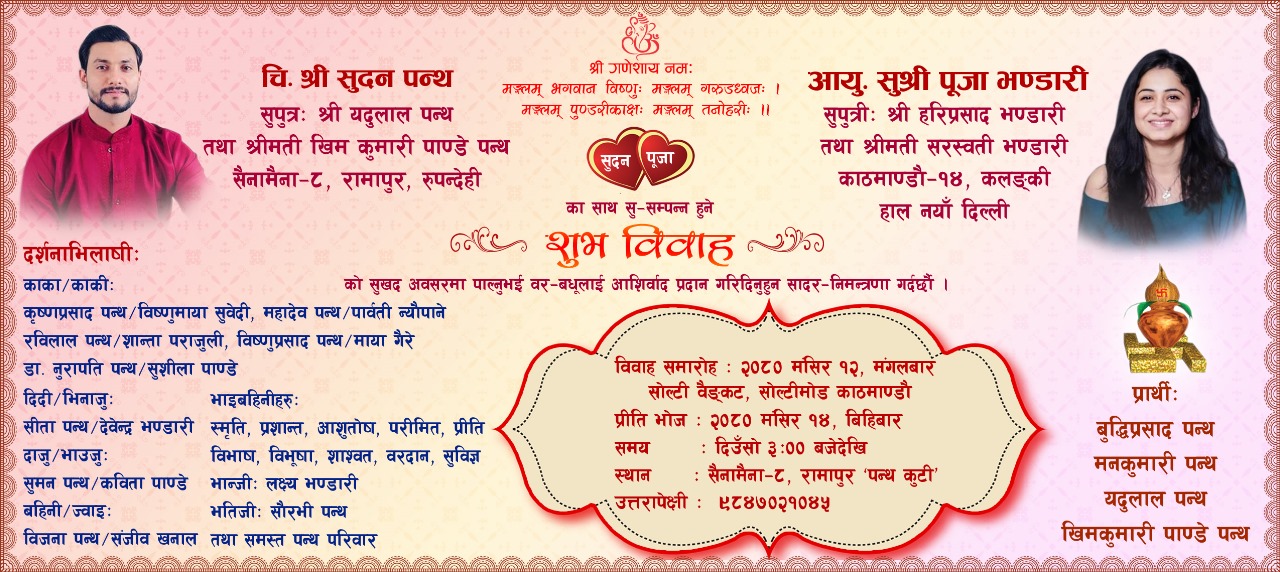 श्री गणेशाय नमः
मङ्गलम् भगवान विष्णुः मङ्गलम् गरुडध्वजः ।
मङ्गलम् पुण्डरीकाक्षः मङ्गलम् तनोहरीः ।।
चि. श्री सुदन पन्थ
सुपुत्रः श्री यदुलाल पन्थ
तथा श्रीमती खिम कुमारी पाण्डे पन्थ
सैनामैना-८, रामापुर, रुपन्देही
सुदन पूजा
आयु. सुश्री पूजा भण्डारी
सुपुत्रीः श्री हरिप्रसाद भण्डारी
तथा श्रीमती सरस्वती भण्डारी
काठमाण्डौ-१४, कलङ्की
हाल नयाँ दिल्ली
का साथ सु-सम्पन्न हुने
शुभ विवाह
को सुखद अवसरमा पाल्नुभई वर-बधूलाई आशिर्वाद प्रदान गरिदिनुहुन सादर-निमन्त्रणा गर्दछौं ।
दर्शनाभिलाषीः
काका/काकीः
कृष्णप्रसाद पन्थ/विष्णुमाया सुवेदी, महादेव पन्थ/पार्वती न्यौपाने
रविलाल पन्थ/शान्ता पराजुली, विष्णुप्रसाद पन्थ/माया गैरे
डा. नुरापति पन्थ/सुशीला पाण्डे
दिदी/भिनाजुः
सीता पन्थ/देवेन्द्र भण्डारी
दाजु/भाउजुः
सुमन पन्थ/कविता पाण्डे
बहिनी/ज्वाइः
विजना पन्थ/संजीव खनाल
भाइबहिनीहरुः
स्मृति, प्रशान्त, आशुतोष, परीमित, प्रीति
विभाष, विभूषा, शाश्वत, वरदान, सुविज्ञ
भान्जीः लक्ष्य भण्डारी
भतिजीः सौरभी पन्थ
तथा समस्त पन्थ परिवार
विवाह समारोह : २०८० मंसिर १२, मंगलबार
सोल्टी वैङ्कट, सोल्टीमोड काठमाण्डौ
प्रीति भोज : २०८० मंसिर १४, बिहिबार
समय : दिउँसो ३:०० बजेदेखि
स्थान : सैनामैना-८, रामापुर ‘पन्थ कुटी’
उत्तरापेक्षी : ९८४७०२१०४५
प्रार्थीः
बुद्धिप्रसाद पन्थ
मनकुमारी पन्थ
यदुलाल पन्थ
खिमकुमारी पाण्डे पन्थ